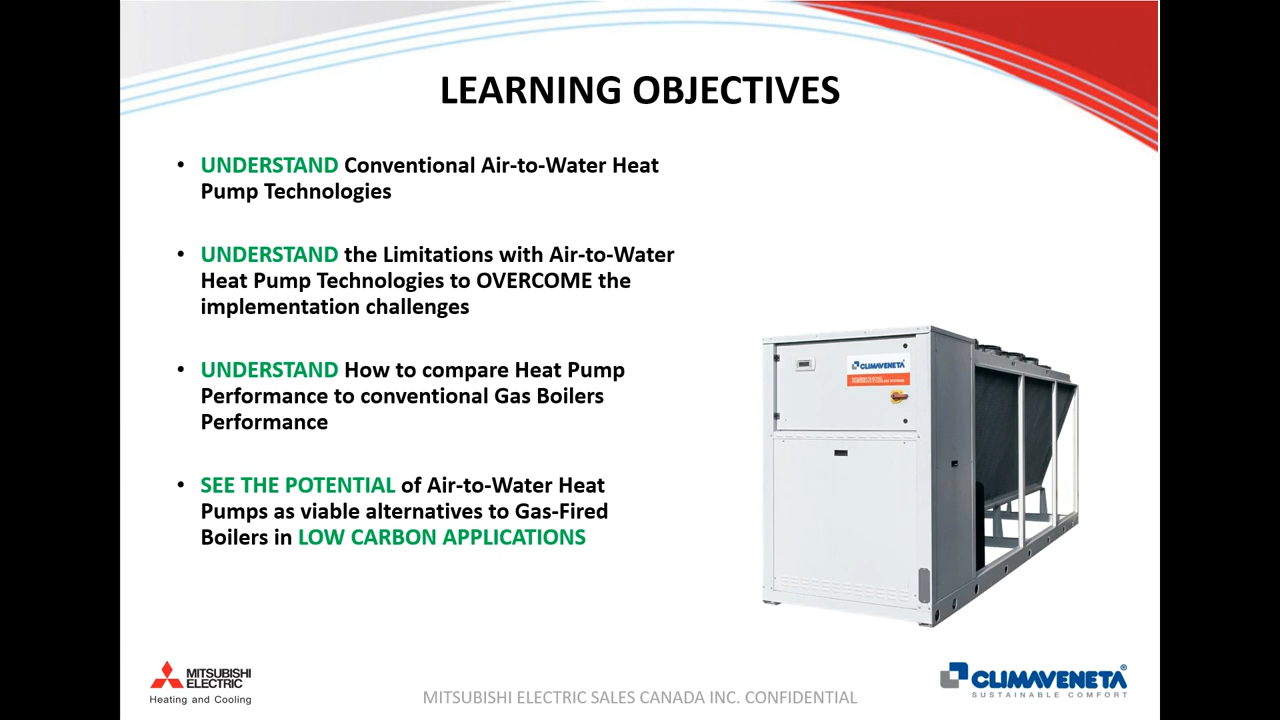 LEARNING OBJECTIVES
• UNDERSTAND Conventional Air-to-Water Heat
Pump Technologies
• UNDERSTAND the Limitations with Air-to-Water
Heat Pump Technologies to OVERCOME the
implementation challenges
• UNDERSTAND How to compare Heat Pump
Performance to conventional Gas Boilers
Performance
• SEE THE POTENTIAL of Air-to-Water Heat
Pumps as viable alternatives to Gas-Fired
Boilers in LOW CARBON APPLICATIONS
CLIMAVENETA
MITSUBISHI
ELECTRIC
Heating and Cooling
MITSUBISHI ELECTRIC SALES CANADA INC. CONFIDENTIAL
CLIMAVENETA®
SUSTAINABLE COMFORT